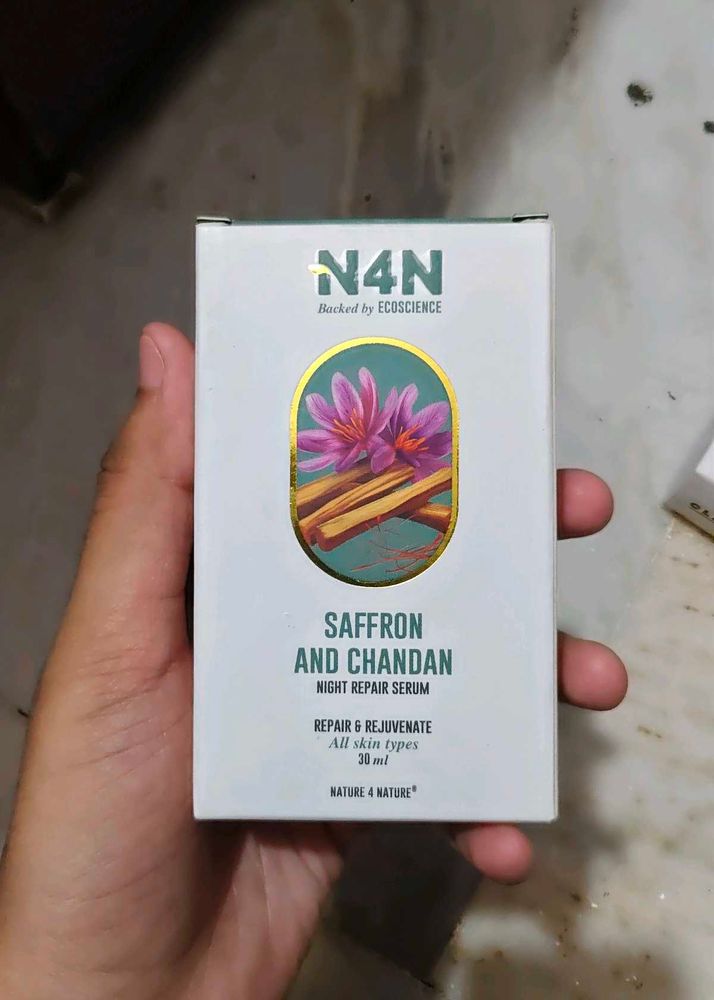 N4N
Backed by ECOSCIENCE
SAFFRON
AND CHANDAN
NIGHT REPAIR SERUM
REPAIR & REJUVENATE
All skin types
30 ml
NATURE 4 NATURE®